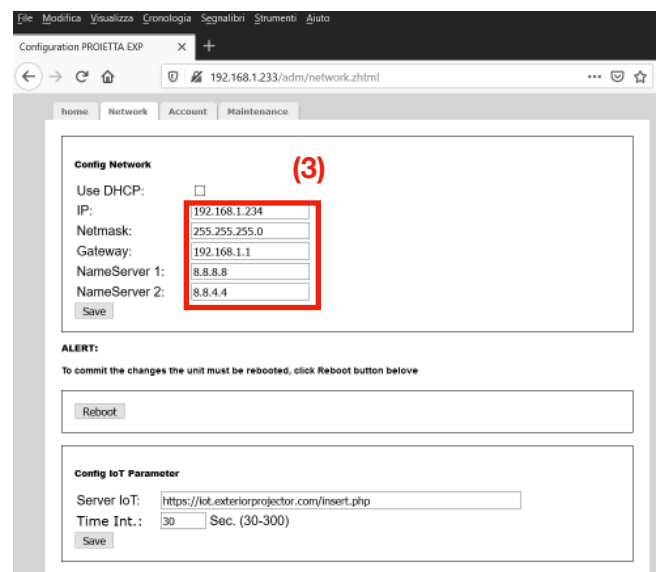 File Modifica Visualizza Cronologia Segnalibri Strumenti Aiuto
Configuration PROIETTA EXP × +
192.168.1.233/adm/network.zhtml
home Network Account Maintenance
Config Network
(3)
Use DHCP:
IP: 192.168.1.234
Netmask: 255.255.255.0
Gateway: 192.168.1.1
NameServer 1: 8.8.8.8
NameServer 2: 8.8.4.4
Save
ALERT:
To commit the changes the unit must be rebooted, click Reboot button belove
Reboot
Config IoT Parameter
Server IoT: https://iot.exteriorprojector.com/insert.php
Time Int.: 30 Sec. (30-300)
Save